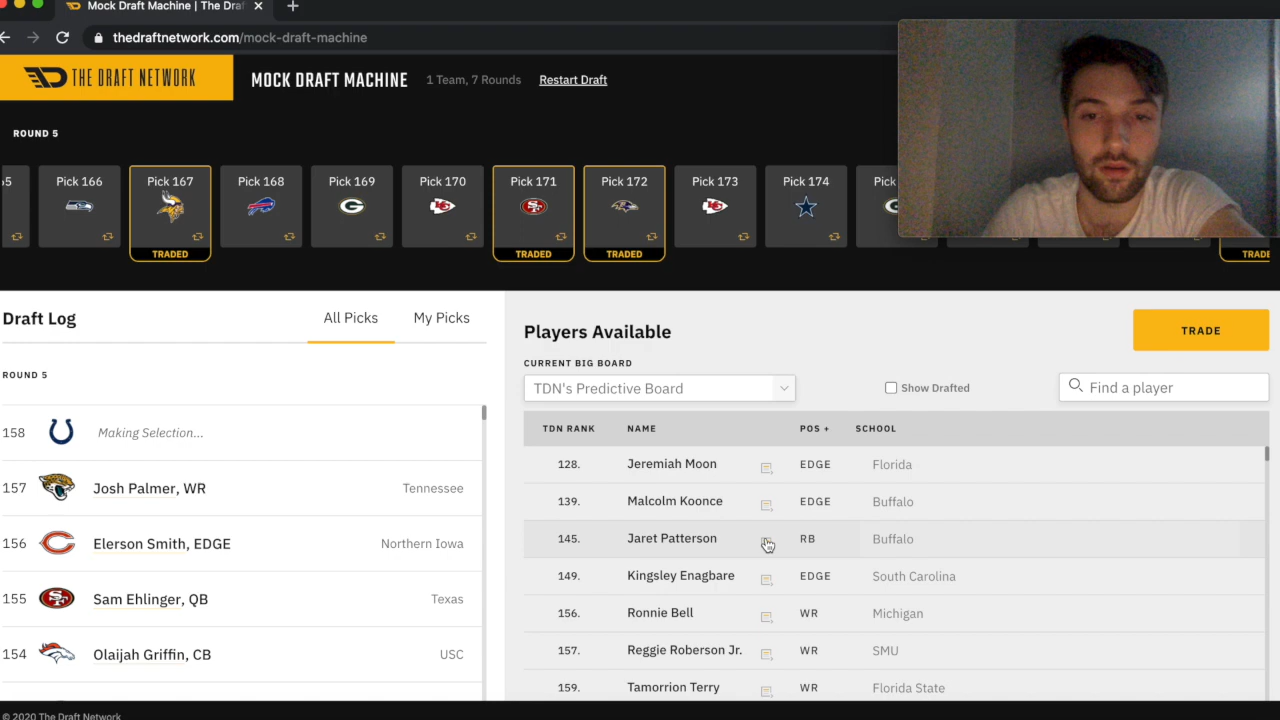 Mock Draft Machine | The Draf
thedraftnetwork.com/mock-draft-machine
THE DRAFT NETWORK
MOCK DRAFT MACHINE 1 Team, 7 Rounds Restart Draft
ROUND 5
Pick 166 Pick 167 Pick 168 Pick 169 Pick 170 Pick 171 Pick 172 Pick 173 Pick 174 Pick
TRADED TRADED TRADED TRADE
Draft Log All Picks My Picks
ROUND 5
158 Making Selection...
157 Josh Palmer, WR Tennessee
156 Elerson Smith, EDGE Northern Iowa
155 Sam Ehlinger, QB Texas
154 Olaijah Griffin, CB USC
Players Available TRADE
CURRENT BIG BOARD
TDN's Predictive Board Show Drafted Find a player
TDN RANK NAME POS + SCHOOL
128. Jeremiah Moon EDGE Florida
139. Malcolm Koonce EDGE Buffalo
145. Jaret Patterson RB Buffalo
149. Kingsley Enagbare EDGE South Carolina
156. Ronnie Bell WR Michigan
157. Reggie Roberson Jr. WR SMU
159. Tamorrion Terry WR Florida State
© 2020 The Draft Network